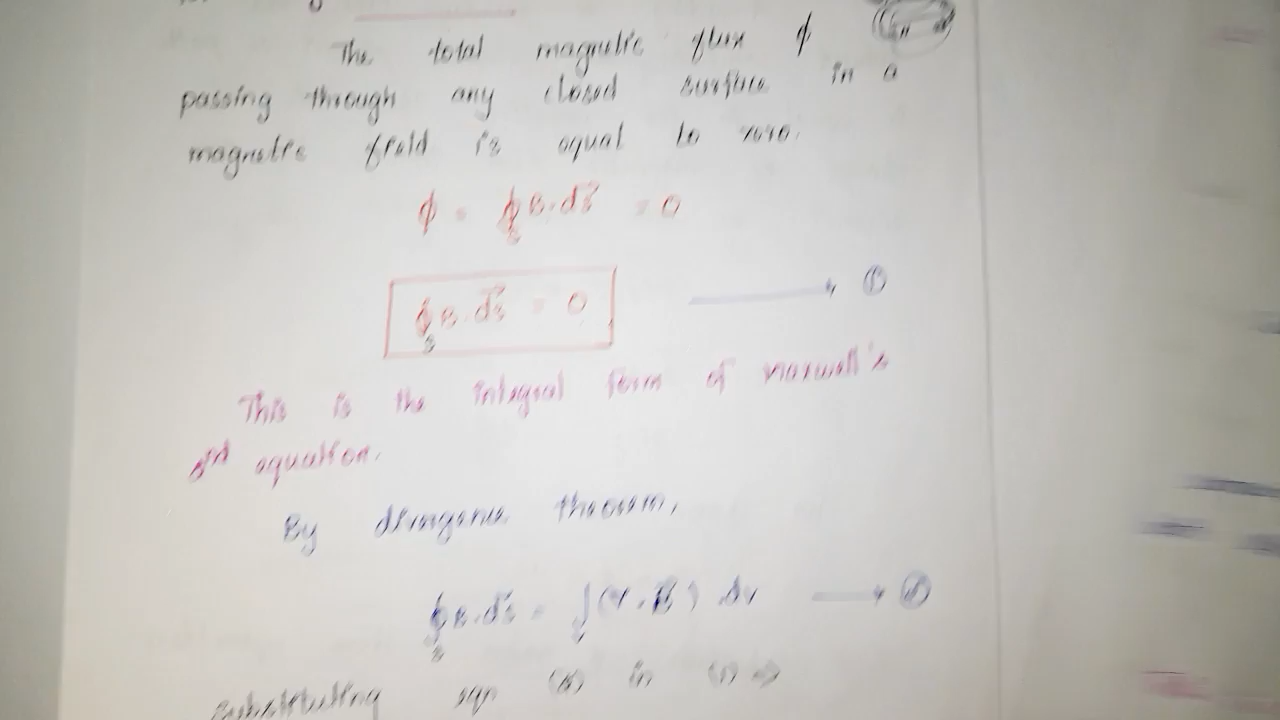 The total magnetic flux ϕ
passing through any closed surface in a
magnetic field is equal to zero.
ϕ = ∮s B.ds⃗ = 0
∮s B.ds⃗ = 0 ⟶ ①
This is the integral form of Maxwell's
2nd equation.
By divergence theorem,
∮s B.ds⃗ = ∫v (∇.B⃗) dv ⟶ ②
Substituting eqn (2) in (1) ⇒